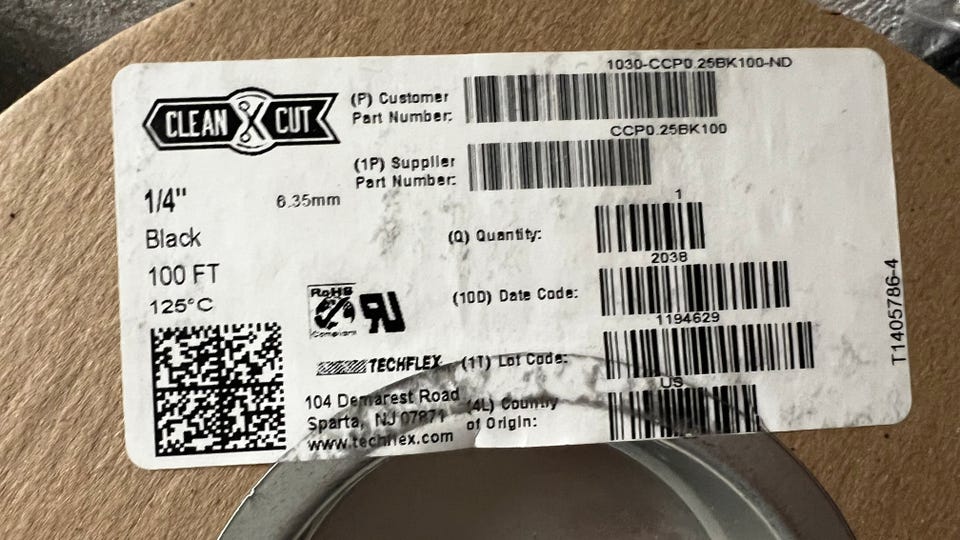 CLEAN CUT
1/4" 6.35mm
Black
100 FT
125°C
RoHS
Compliant
TECHFLEX
104 Demarest Road
Sparta, NJ 07871
www.techflex.com
1030-CCP0.25BK100-ND
(P) Customer
Part Number:
CCP0.25BK100
(1P) Supplier
Part Number:
1
(Q) Quantity:
2038
(10D) Date Code:
1194629
(1T) Lot Code:
US
(4L) Country
of Origin:
T1405786-4